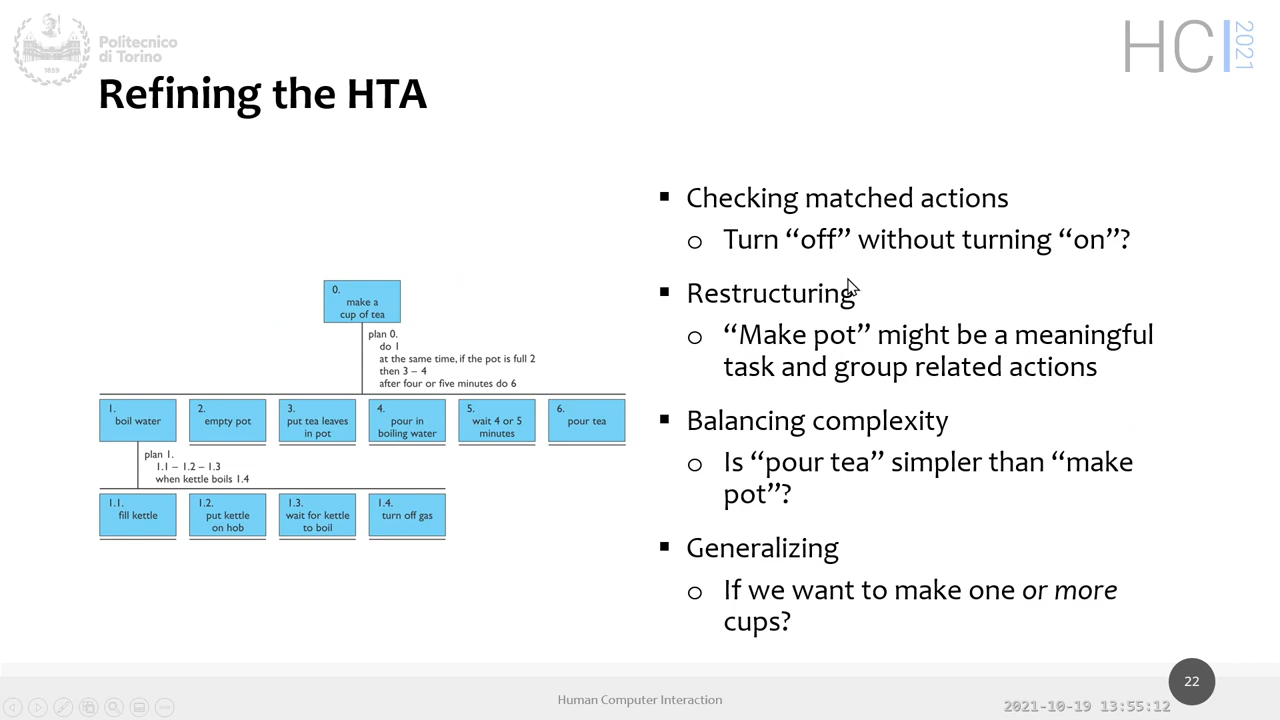 Politecnico
di Torino
1859
HCI 2021
Refining the HTA
Checking matched actions
Turn “off” without turning “on”?
Restructuring
“Make pot” might be a meaningful
task and group related actions
Balancing complexity
Is “pour tea” simpler than “make
pot”?
Generalizing
If we want to make one or more
cups?
0.
make a
cup of tea
plan 0.
do 1
at the same time, if the pot is full 2
then 3 – 4
after four or five minutes do 6
1.
boil water
2.
empty pot
3.
put tea leaves
in pot
4.
pour in
boiling water
5.
wait 4 or 5
minutes
6.
pour tea
plan 1.
1.1 – 1.2 – 1.3
when kettle boils 1.4
1.1.
fill kettle
1.2.
put kettle
on hob
1.3.
wait for kettle
to boil
1.4.
turn off gas
22
Human Computer Interaction
2021-10-19 13:55:12